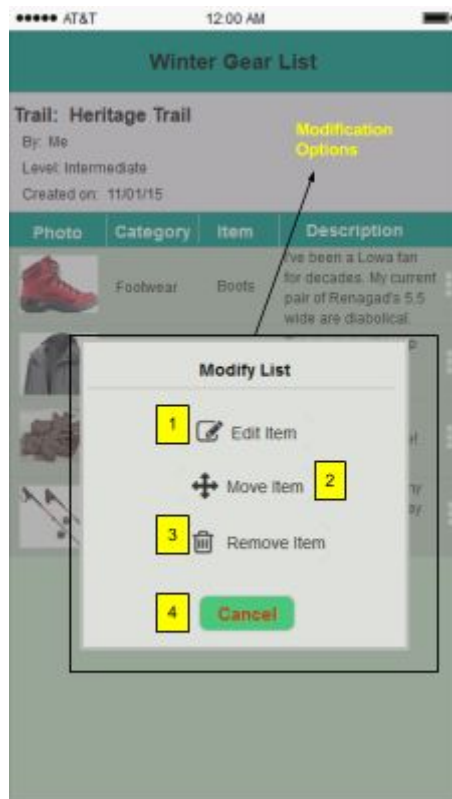 AT&T 12:00 AM
Winter Gear List
Trail: Heritage Trail
By: Me
Level: Intermediate
Created on: 11/01/15
Modification
Options
Photo Category Item Description
Footwear Boots
I've been a Lowa fan
for decades. My current
pair of Renagad's 5,5
wide are diabolical.
Modify List
1 Edit Item
Move Item 2
3 Remove Item
4 Cancel